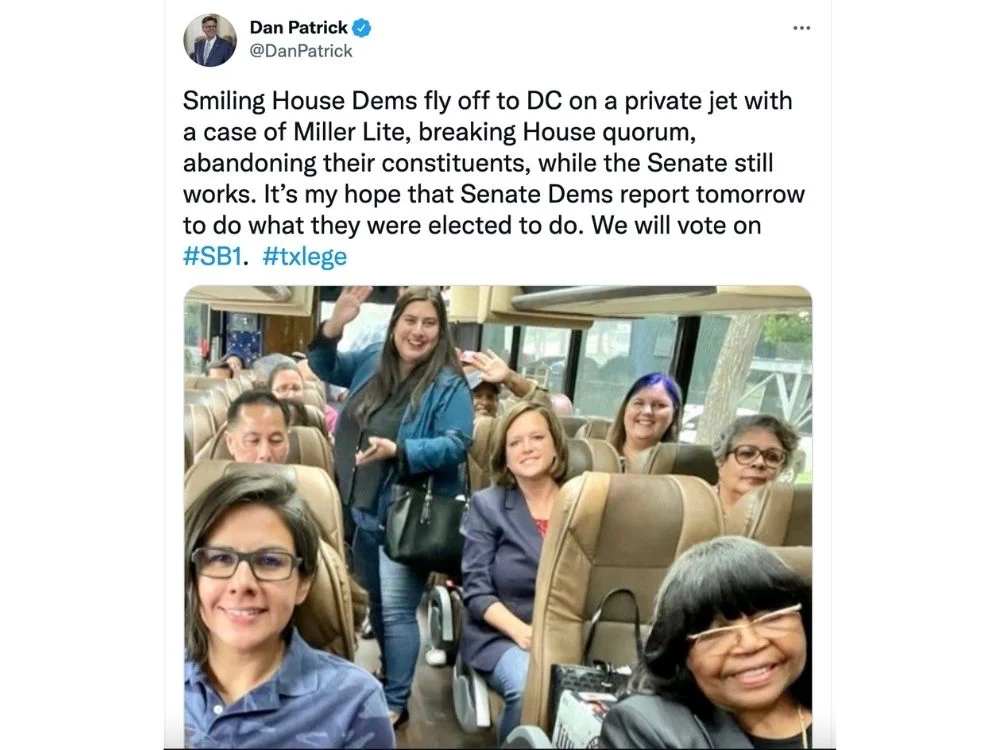 Dan Patrick
@DanPatrick
Smiling House Dems fly off to DC on a private jet with
a case of Miller Lite, breaking House quorum,
abandoning their constituents, while the Senate still
works. It’s my hope that Senate Dems report tomorrow
to do what they were elected to do. We will vote on
#SB1. #txlege